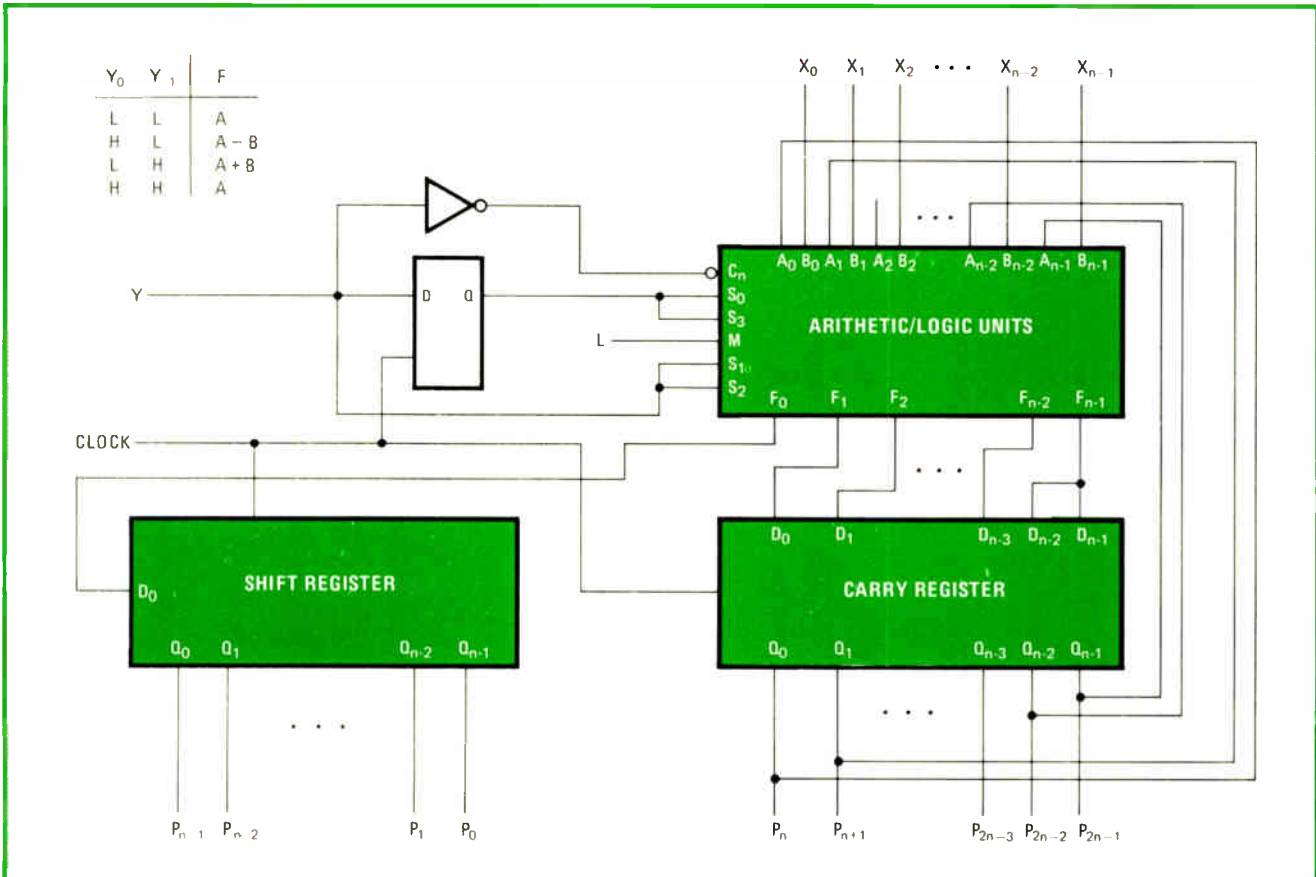 Y0 Y1 F
L L A
H L A − B
L H A + B
H H A
X0 X1 X2 • • • Xn−2 Xn−1
A0 B0 A1 B1 A2 B2 An-2 Bn-2 An-1 Bn-1
Y
D Q
Cn
S0
S3
L M
S1
S2
ARITHETIC/LOGIC UNITS
F0 F1 F2 Fn-2 Fn-1
CLOCK
• • •
D0
SHIFT REGISTER
Q0 Q1 Qn-2 Qn-1
• • •
Pn−1 Pn−2 P1 P0
D0 D1 Dn-3 Dn-2 Dn-1
CARRY REGISTER
Q0 Q1 Qn-3 Qn-2 Qn-1
• • •
Pn Pn+1 P2n−3 P2n−2 P2n−1